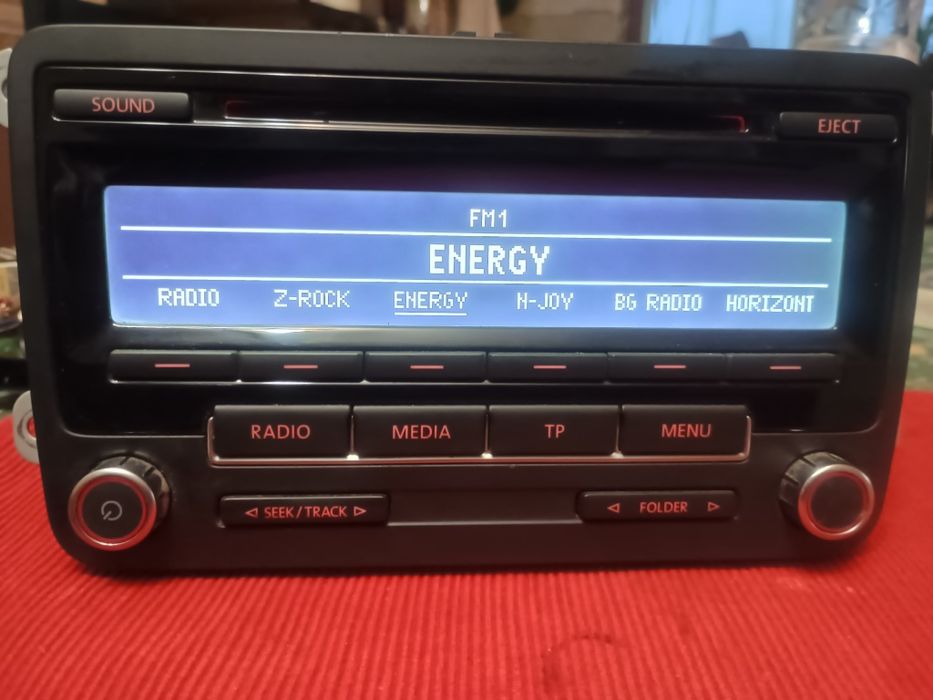 SOUND
EJECT
FM1
ENERGY
RADIO Z-ROCK ENERGY N-JOY BG RADIO HORIZONT
RADIO MEDIA TP MENU
◁ SEEK/TRACK ▷ ◁ FOLDER ▷